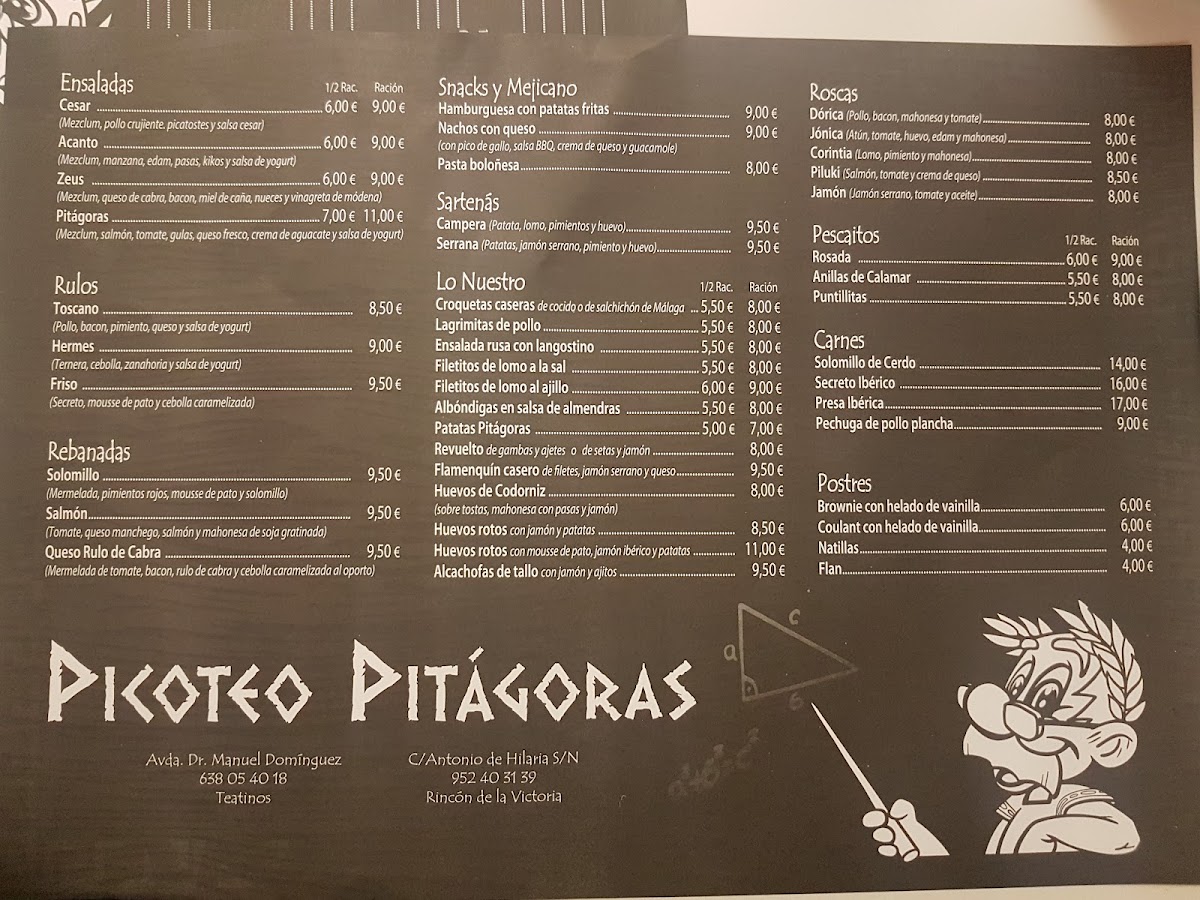 Ensaladas 1/2 Rac. Ración
Cesar 6,00 € 9,00 €
(Mezclum, pollo crujiente. picatostes y salsa cesar)
Acanto 6,00 € 9,00 €
(Mezclum, manzana, edam, pasas, kikos y salsa de yogurt)
Zeus 6,00 € 9,00 €
(Mezclum, queso de cabra, bacon, miel de caña, nueces y vinagreta de módena)
Pitágoras 7,00 € 11,00 €
(Mezclum, salmón, tomate, gulas, queso fresco, crema de aguacate y salsa de yogurt)
Rulos
Toscano 8,50 €
(Pollo, bacon, pimiento, queso y salsa de yogurt)
Hermes 9,00 €
(Ternera, cebolla, zanahoria y salsa de yogurt)
Friso 9,50 €
(Secreto, mousse de pato y cebolla caramelizada)
Rebanadas
Solomillo 9,50 €
(Mermelada, pimientos rojos, mousse de pato y solomillo)
Salmón 9,50 €
(Tomate, queso manchego, salmón y mahonesa de soja gratinada)
Queso Rulo de Cabra 9,50 €
(Mermelada de tomate, bacon, rulo de cabra y cebolla caramelizada al oporto)
Snacks y Mejicano
Hamburguesa con patatas fritas 9,00 €
Nachos con queso 9,00 €
(con pico de gallo, salsa BBQ, crema de queso y guacamole)
Pasta boloñesa 8,00 €
Sartenás
Campera (Patata, lomo, pimientos y huevo) 9,50 €
Serrana (Patatas, jamón serrano, pimiento y huevo) 9,50 €
Lo Nuestro 1/2 Rac. Ración
Croquetas caseras de cocido o de salchichón de Málaga 5,50 € 8,00 €
Lagrimitas de pollo 5,50 € 8,00 €
Ensalada rusa con langostino 5,50 € 8,00 €
Filetitos de lomo a la sal 5,50 € 8,00 €
Filetitos de lomo al ajillo 6,00 € 9,00 €
Albóndigas en salsa de almendras 5,50 € 8,00 €
Patatas Pitágoras 5,00 € 7,00 €
Revuelto de gambas y ajetes o de setas y jamón 8,00 €
Flamenquín casero de filetes, jamón serrano y queso 9,50 €
Huevos de Codorniz 8,00 €
(sobre tostas, mahonesa con pasas y jamón)
Huevos rotos con jamón y patatas 8,50 €
Huevos rotos con mousse de pato, jamón ibérico y patatas 11,00 €
Alcachofas de tallo con jamón y ajitos 9,50 €
Roscas
Dórica (Pollo, bacon, mahonesa y tomate) 8,00 €
Jónica (Atún, tomate, huevo, edam y mahonesa) 8,00 €
Corintia (Lomo, pimiento y mahonesa) 8,00 €
Piluki (Salmón, tomate y crema de queso) 8,50 €
Jamón (Jamón serrano, tomate y aceite) 8,00 €
Pescaitos 1/2 Rac. Ración
Rosada 6,00 € 9,00 €
Anillas de Calamar 5,50 € 8,00 €
Puntillitas 5,50 € 8,00 €
Carnes
Solomillo de Cerdo 14,00 €
Secreto Ibérico 16,00 €
Presa Ibérica 17,00 €
Pechuga de pollo plancha 9,00 €
Postres
Brownie con helado de vainilla 6,00 €
Coulant con helado de vainilla 6,00 €
Natillas 4,00 €
Flan 4,00 €
PICOTEO PITÁGORAS
Avda. Dr. Manuel Domínguez
638 05 40 18
Teatinos
C/Antonio de Hilaria S/N
952 40 31 39
Rincón de la Victoria
a
c
b
a²+b²=c²